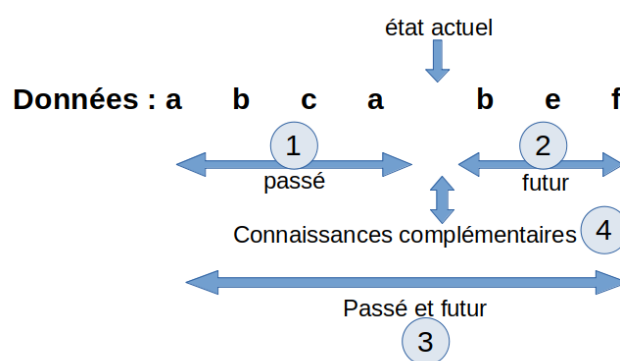 état actuel
Données : a b c a b e f
1 2
passé futur
Connaissances complémentaires 4
Passé et futur
3